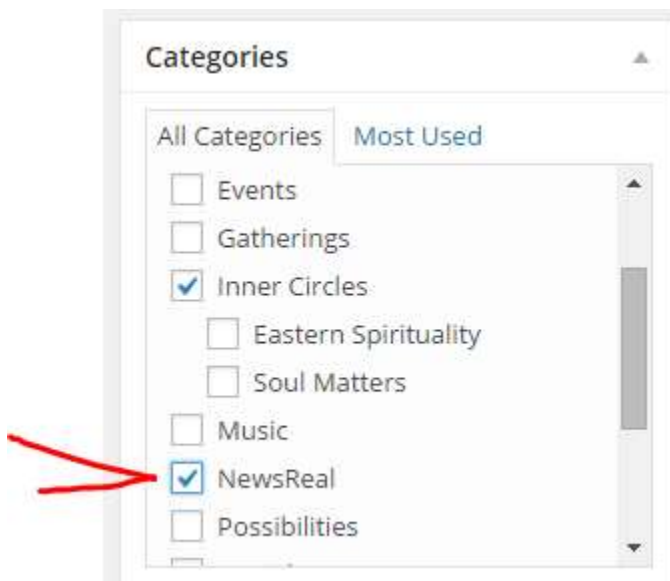 Categories
All Categories Most Used
Events
Gatherings
Inner Circles
Eastern Spirituality
Soul Matters
Music
NewsReal
Possibilities